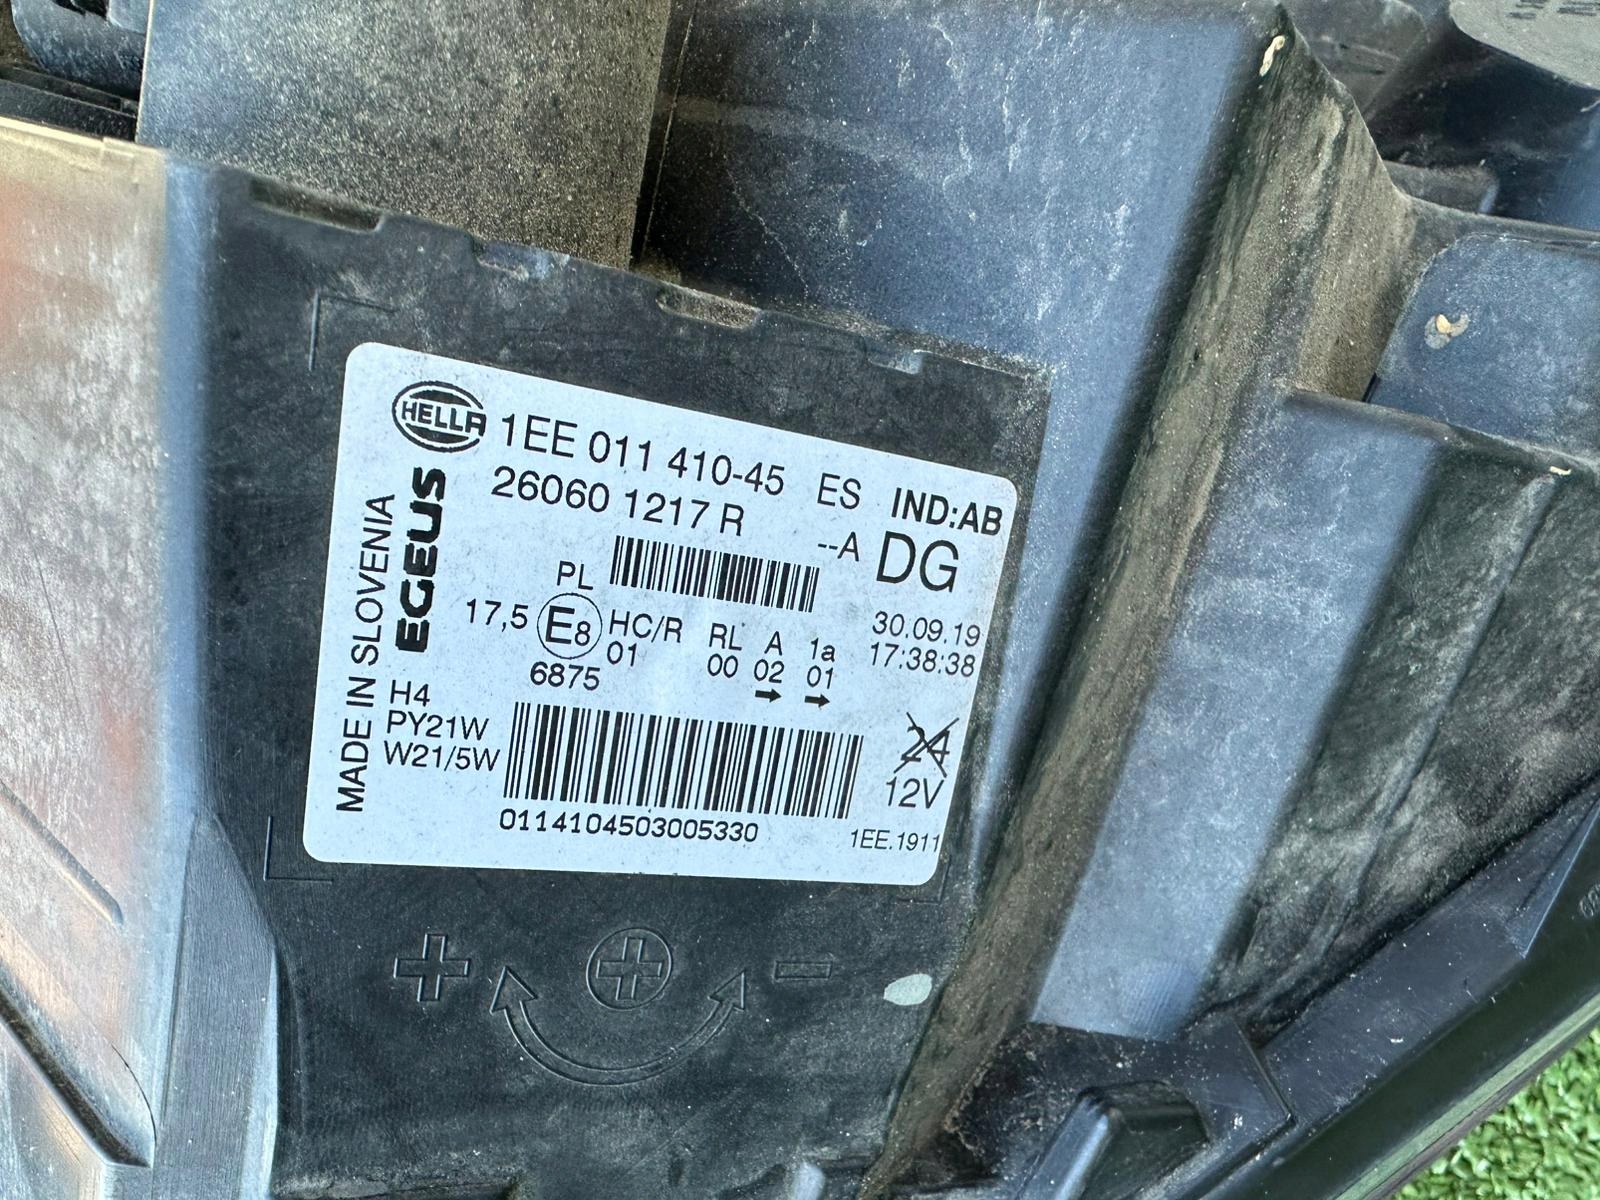 HELLA
1EE 011 410-45 ES IND:AB
26060 1217 R --A DG
MADE IN SLOVENIA
EGEUS
PL
17,5 E8 HC/R RL A 1a
01 00 02 01
→ →
6875
30.09.19
17:38:38
H4
PY21W
W21/5W
24
12V
0114104503005330
1EE.1911